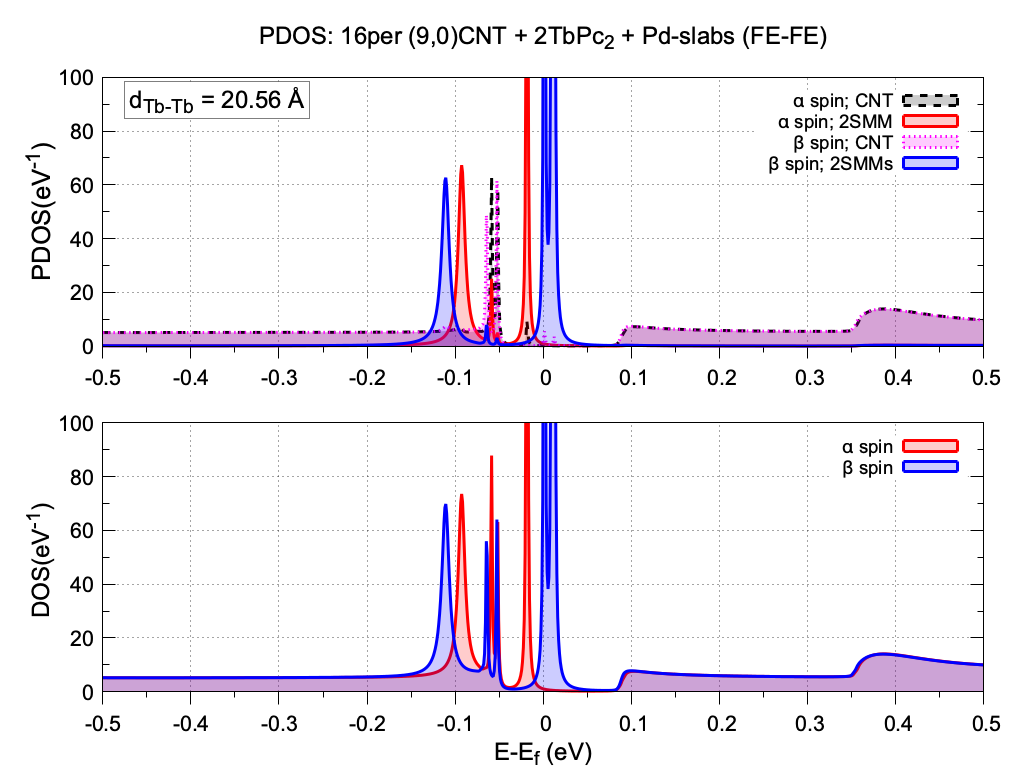 PDOS: 16per (9,0)CNT + 2TbPc2 + Pd-slabs (FE-FE)
dTb-Tb = 20.56 Å
α spin; CNT
α spin; 2SMM
β spin; CNT
β spin; 2SMMs
PDOS(eV-1)
100
80
60
40
20
0
-0.5 -0.4 -0.3 -0.2 -0.1 0 0.1 0.2 0.3 0.4 0.5
α spin
β spin
DOS(eV-1)
100
80
60
40
20
0
-0.5 -0.4 -0.3 -0.2 -0.1 0 0.1 0.2 0.3 0.4 0.5
E-Ef (eV)